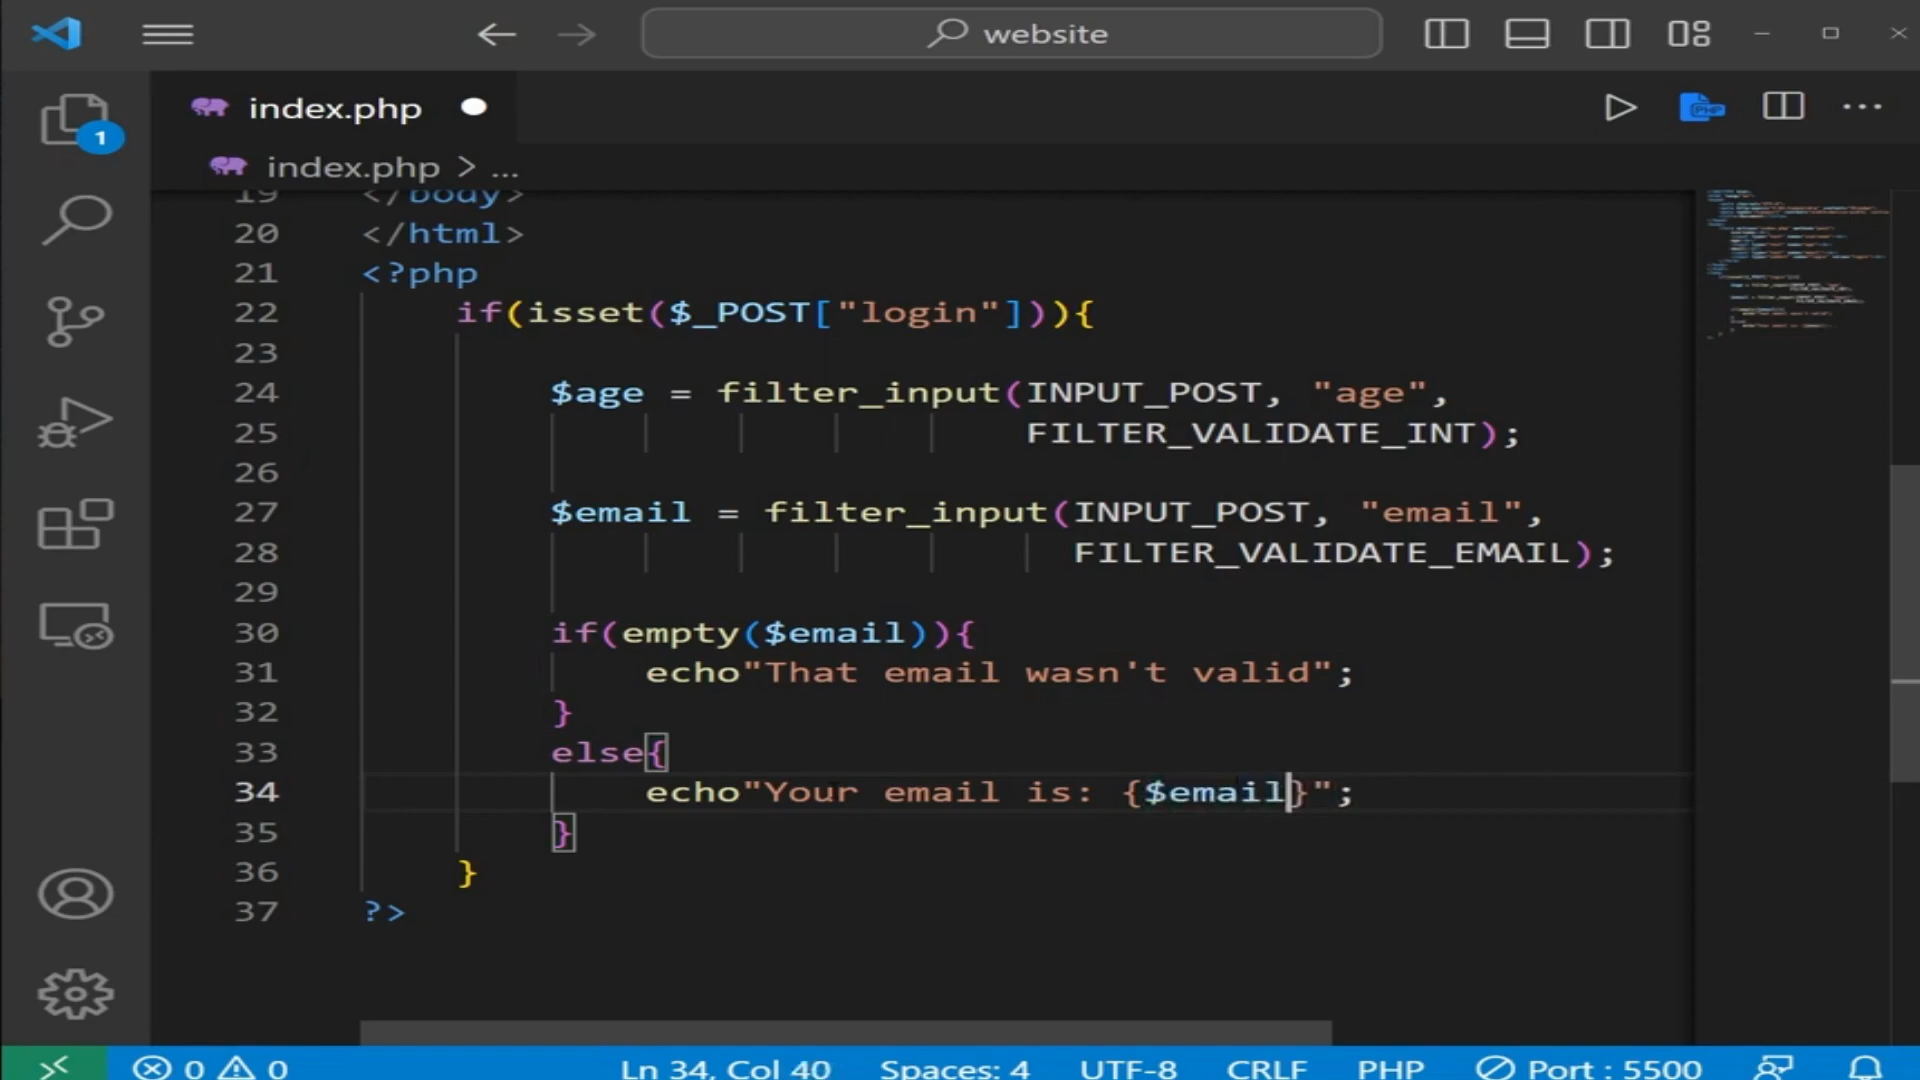 website
index.php
1
index.php > ...
19 </body>
20 </html>
21 <?php
22 if(isset($_POST["login"])){
23
24 $age = filter_input(INPUT_POST, "age",
25 FILTER_VALIDATE_INT);
26
27 $email = filter_input(INPUT_POST, "email",
28 FILTER_VALIDATE_EMAIL);
29
30 if(empty($email)){
31 echo"That email wasn't valid";
32 }
33 else{
34 echo"Your email is: {$email}";
35 }
36 }
37 ?>
0 0 Ln 34, Col 40 Spaces: 4 UTF-8 CRLF PHP Port : 5500